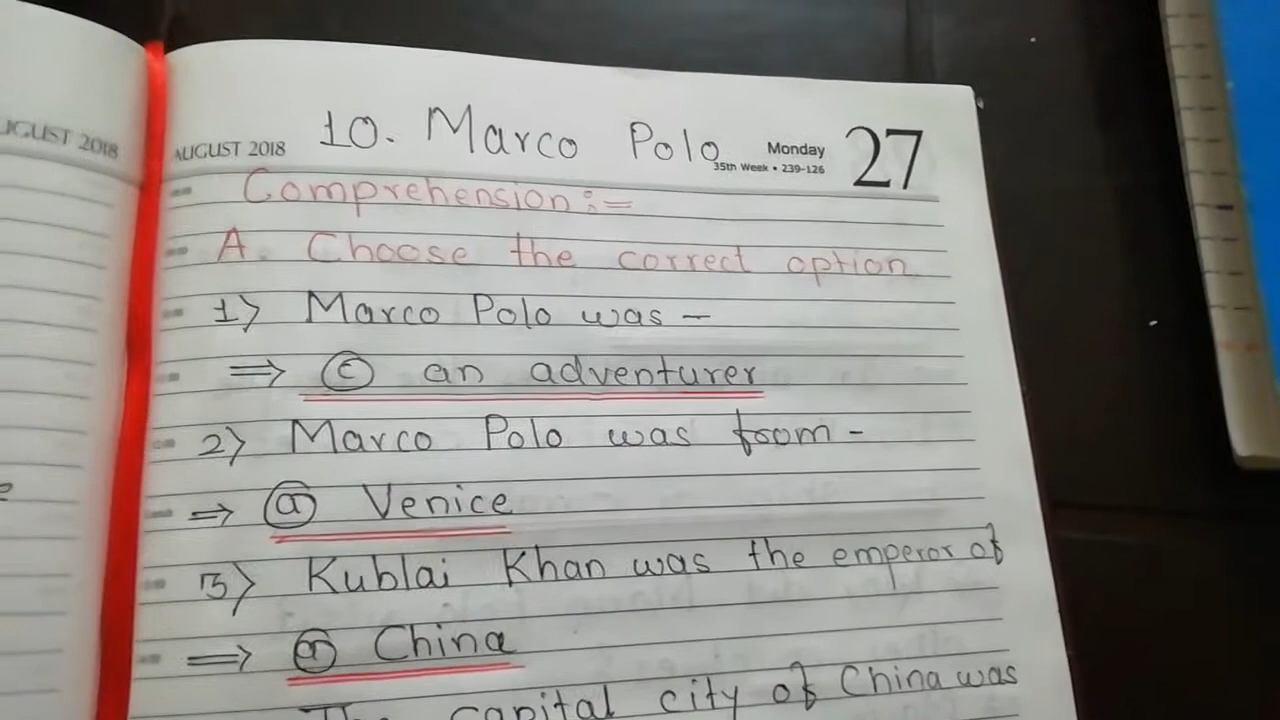 UGUST 2018
AUGUST 2018
10. Marco Polo
Monday 27
35th Week • 239-126
Comprehension :=
A. Choose the correct option
1) Marco Polo was –
⇒ ⓒ an adventurer
2) Marco Polo was from -
⇒ ⓐ Venice
3) Kublai Khan was the emperor of
⇒ ⓐ China
The capital city of China was